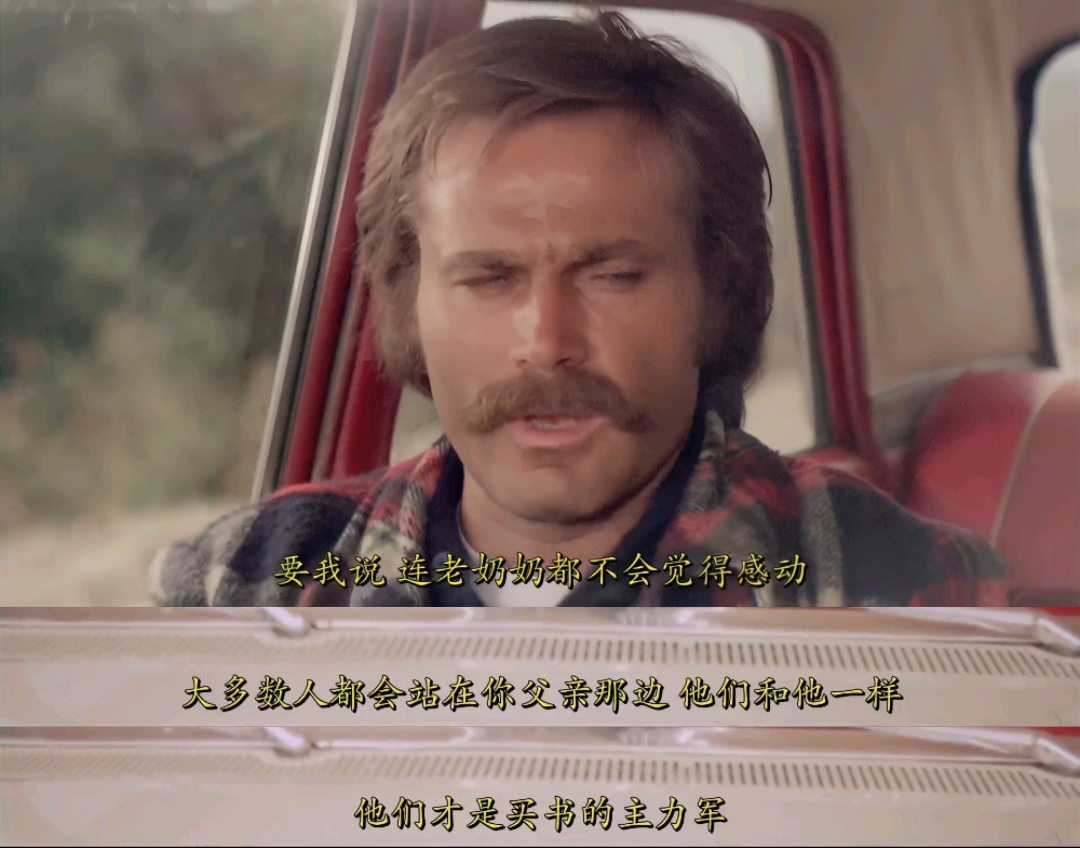 要我说 连老奶奶都不会觉得感动
大多数人都会站在你父亲那边 他们和他一样
他们才是买书的主力军